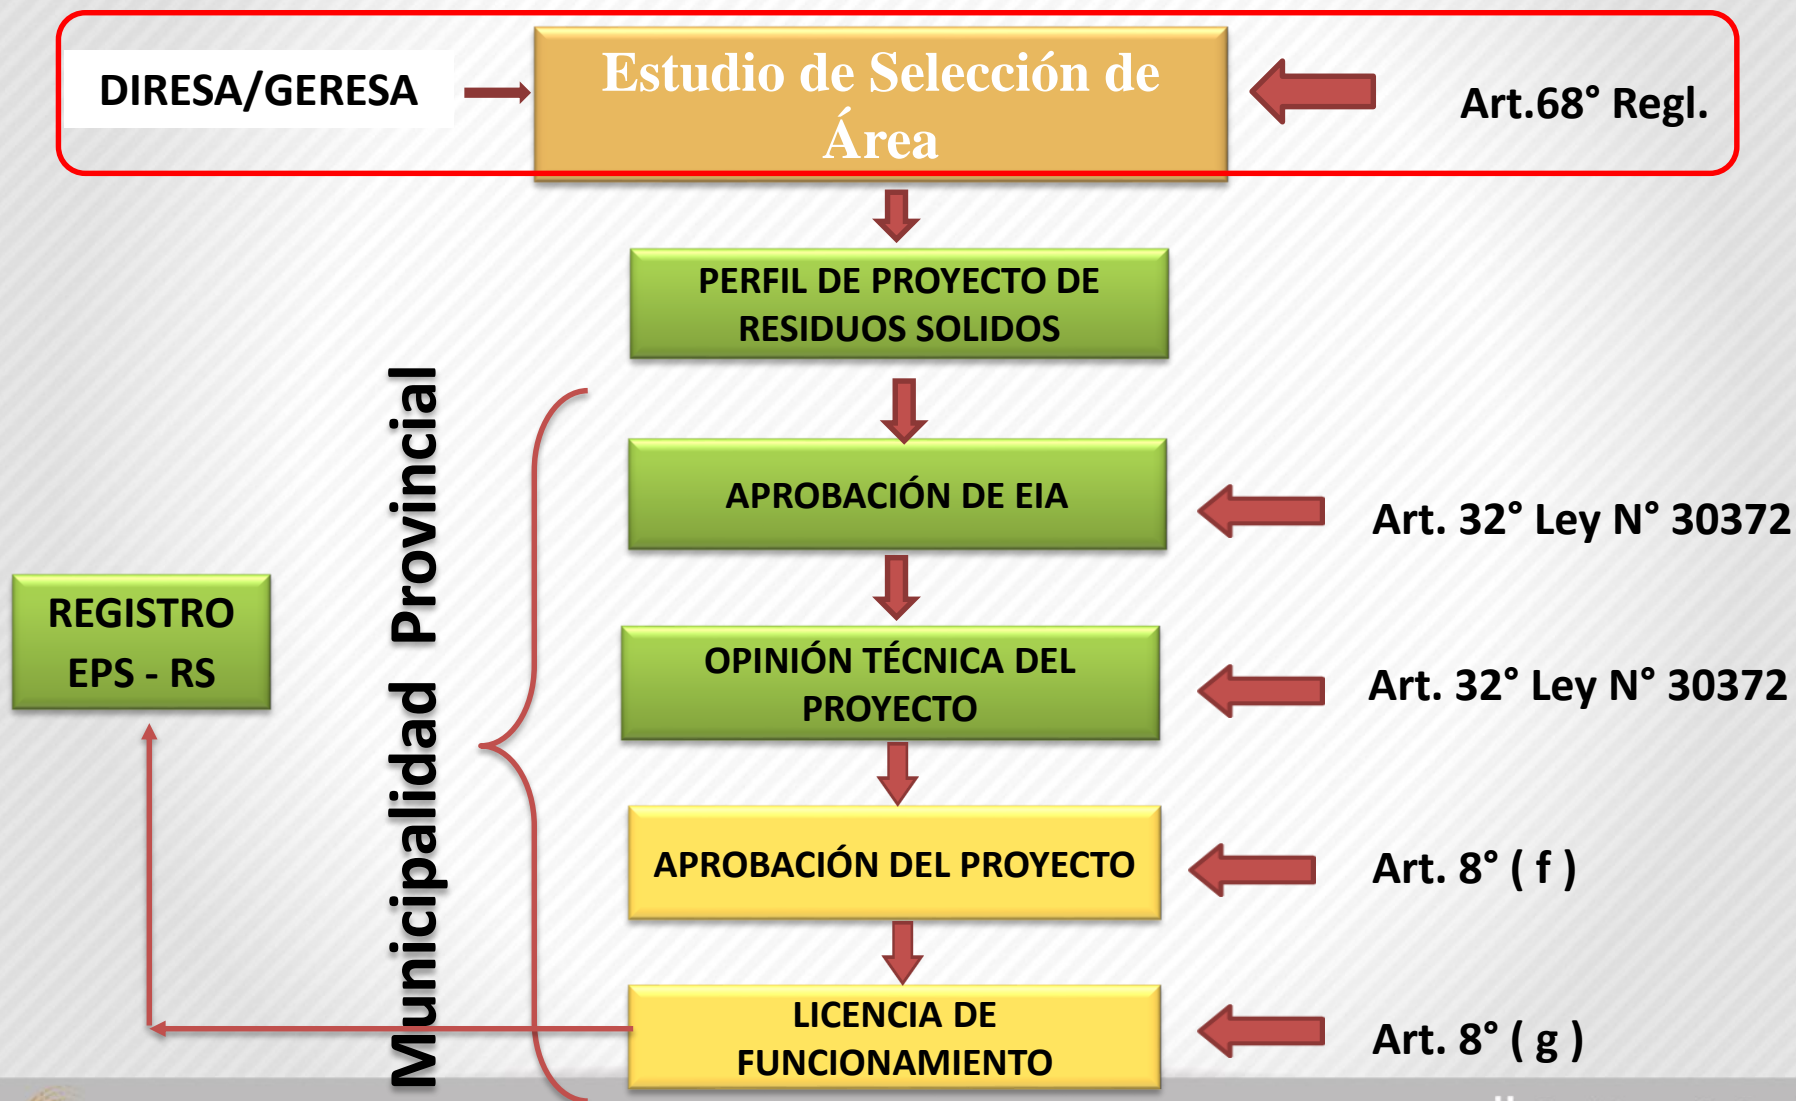 DIRESA/GERESA
Estudio de Selección de
Área
Art.68° Regl.
PERFIL DE PROYECTO DE
RESIDUOS SOLIDOS
Municipalidad Provincial
APROBACIÓN DE EIA
Art. 32° Ley N° 30372
REGISTRO
EPS - RS
OPINIÓN TÉCNICA DEL
PROYECTO
Art. 32° Ley N° 30372
APROBACIÓN DEL PROYECTO
Art. 8° ( f )
LICENCIA DE
FUNCIONAMIENTO
Art. 8° ( g )